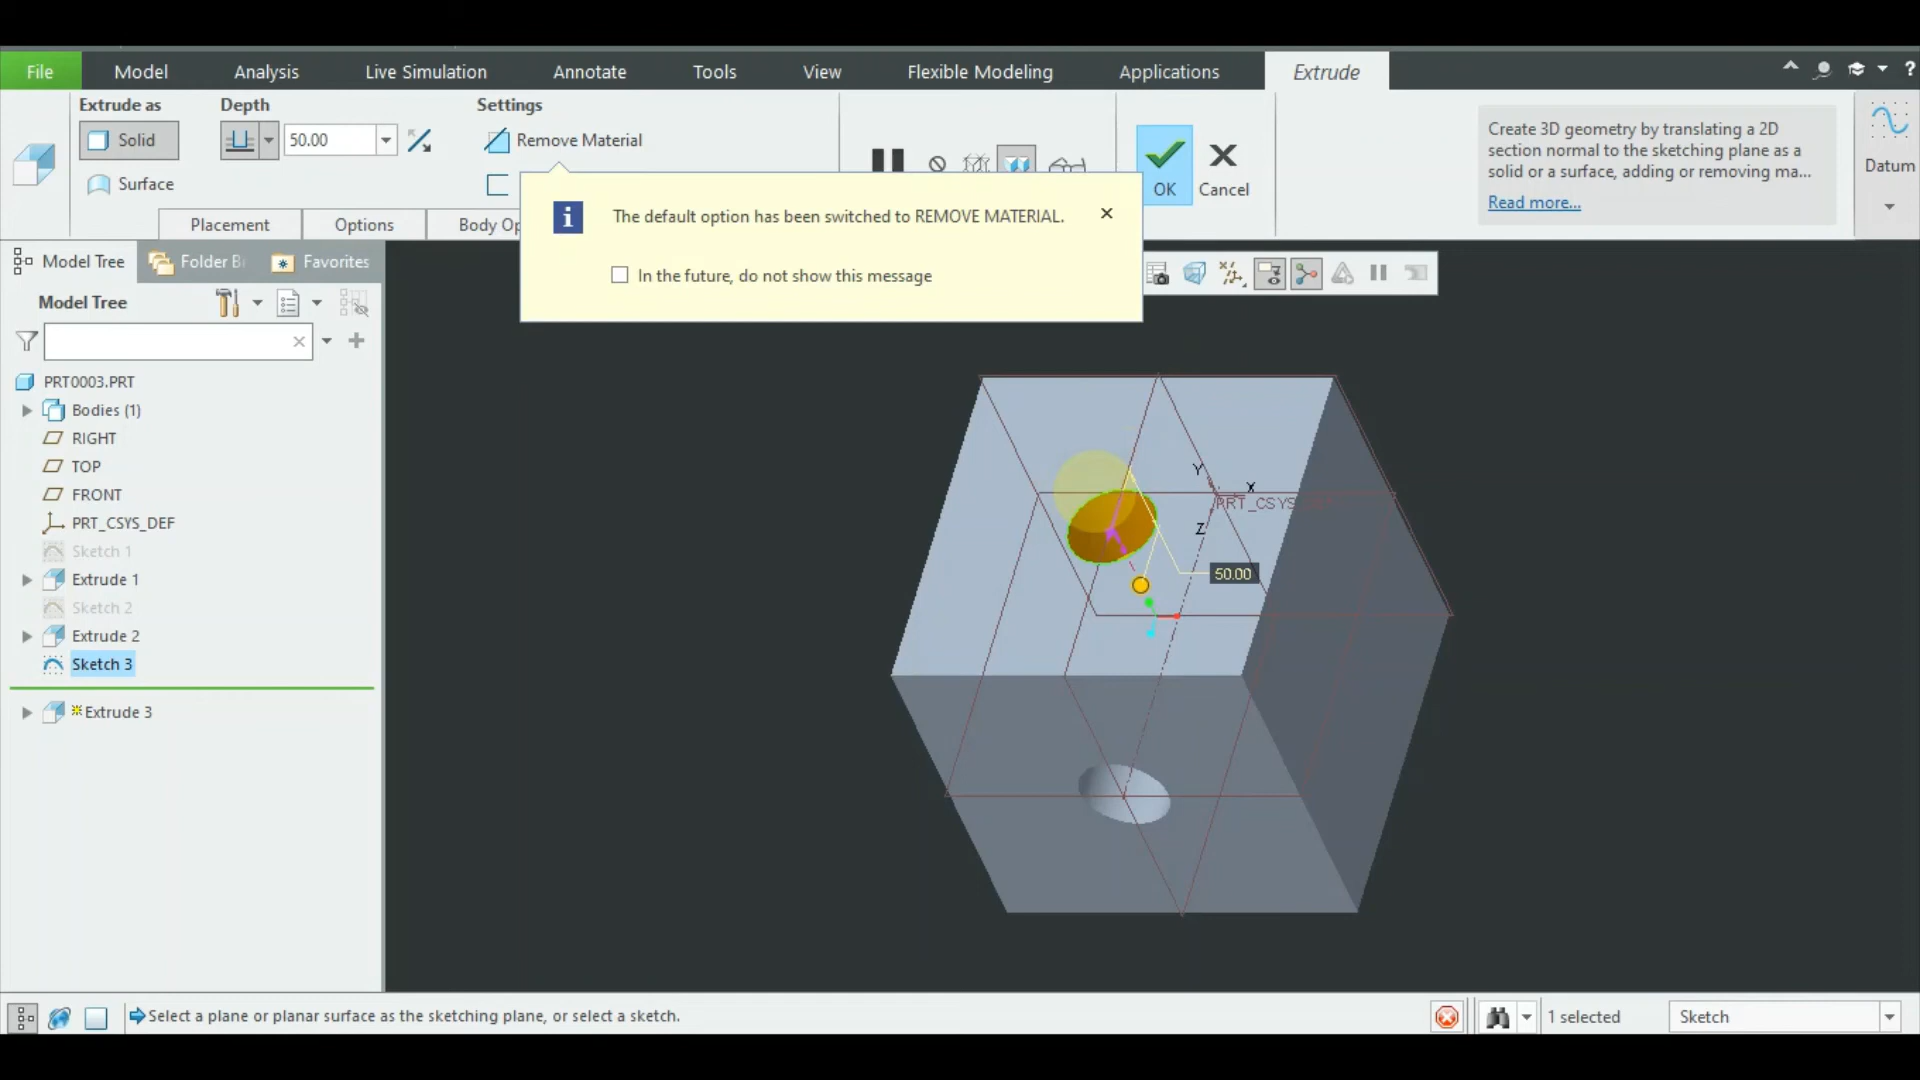 File
Model
Analysis
Live Simulation
Annotate
Tools
View
Flexible Modeling
Applications
Extrude
?
Extrude as
Depth
Settings
Solid
50.00
Remove Material
Surface
OK
Cancel
Create 3D geometry by translating a 2D
section normal to the sketching plane as a
solid or a surface, adding or removing ma...
Read more...
Datum
Placement
Options
Body Op
The default option has been switched to REMOVE MATERIAL.
In the future, do not show this message
Model Tree
Folder B
Favorites
Model Tree
PRT0003.PRT
Bodies (1)
RIGHT
TOP
FRONT
PRT_CSYS_DEF
Sketch 1
Extrude 1
Sketch 2
Extrude 2
Sketch 3
Extrude 3
Y
X
PRT_CSYS
Z
50.00
Select a plane or planar surface as the sketching plane, or select a sketch.
1 selected
Sketch